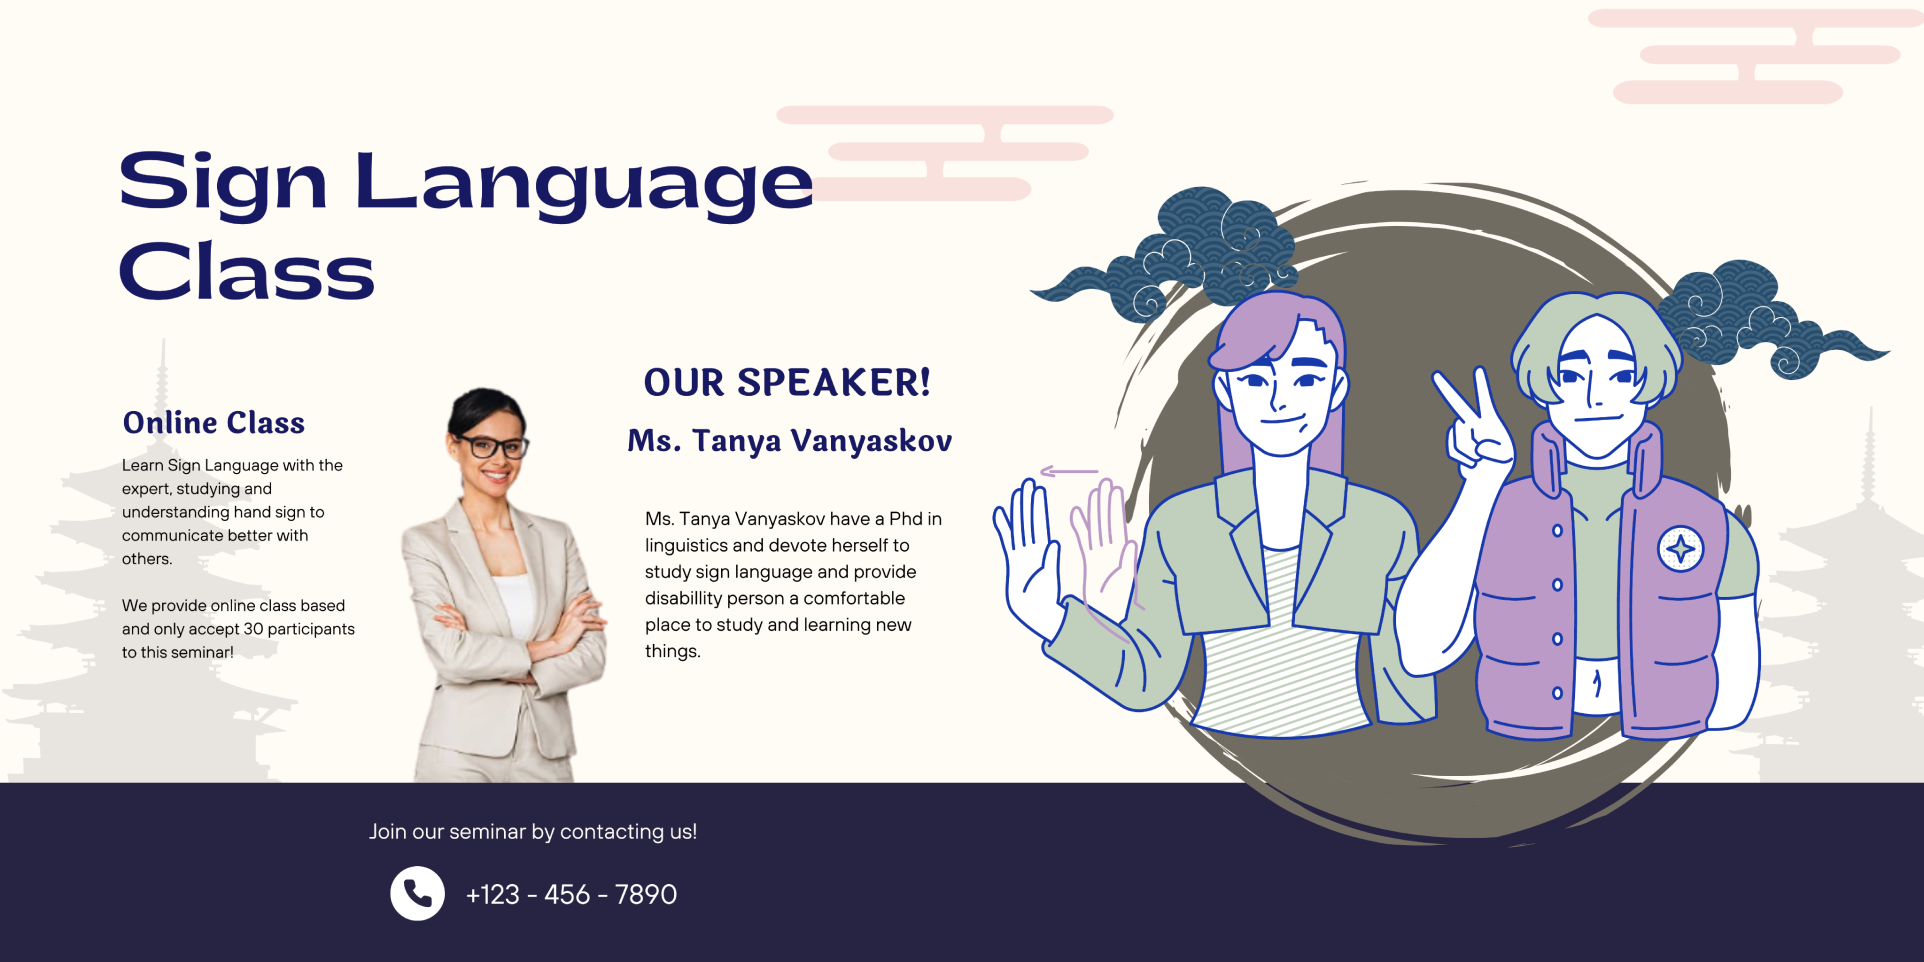 Sign Language
Class
Online Class
Learn Sign Language with the
expert, studying and
understanding hand sign to
communicate better with
others.
We provide online class based
and only accept 30 participants
to this seminar!
OUR SPEAKER!
Ms. Tanya Vanyaskov
Ms. Tanya Vanyaskov have a Phd in
linguistics and devote herself to
study sign language and provide
disabillity person a comfortable
place to study and learning new
things.
Join our seminar by contacting us!
+123 - 456 - 7890